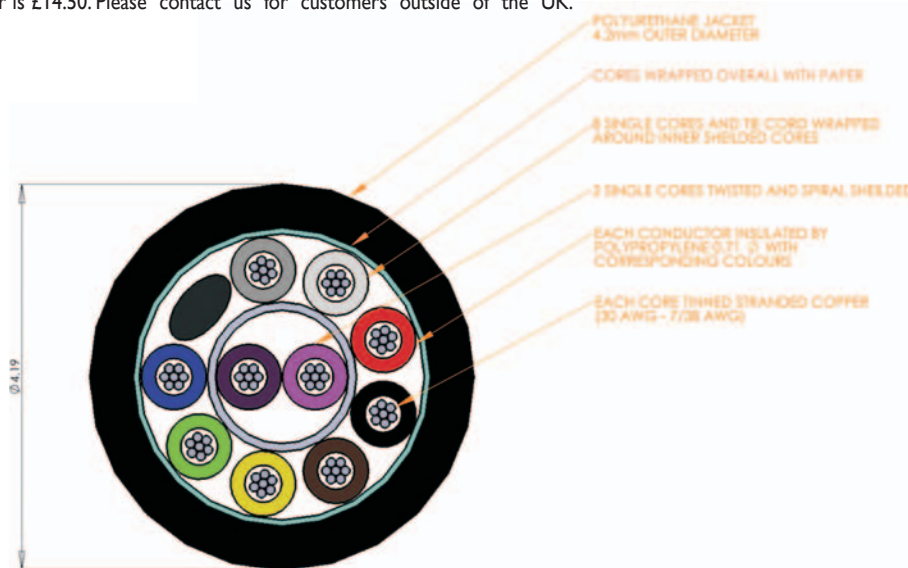 r is £14.50. Please contact us for customers outside of the UK.
POLYURETHANE JACKET
4.2mm OUTER DIAMETER
CORES WRAPPED OVERALL WITH PAPER
8 SINGLE CORES AND TIE CORD WRAPPED
AROUND INNER SHEILDED CORES
2 SINGLE CORES TWISTED AND SPIRAL SHEILDED
EACH CONDUCTOR INSULATED BY
POLYPROPYLENE 0.71 Ø WITH
CORRESPONDING COLOURS
EACH CORE TINNED STRANDED COPPER
(30 AWG - 7/38 AWG)
Ø4.19